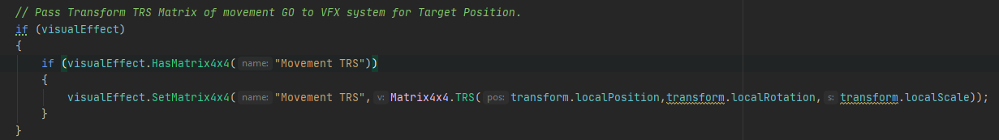 // Pass Transform TRS Matrix of movement GO to VFX system for Target Position.
if (visualEffect)
{
if (visualEffect.HasMatrix4x4( name: "Movement TRS"))
{
visualEffect.SetMatrix4x4( name: "Movement TRS", v: Matrix4x4.TRS( pos: transform.localPosition,transform.localRotation, s: transform.localScale));
}
}